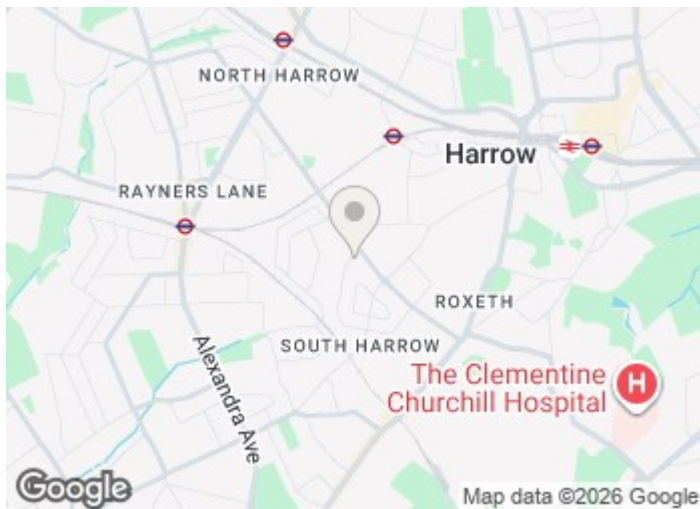 NORTH HARROW
Harrow
RAYNERS LANE
ROXETH
SOUTH HARROW
Alexandra Ave
The Clementine
Churchill Hospital
H
Google
Map data ©2026 Google